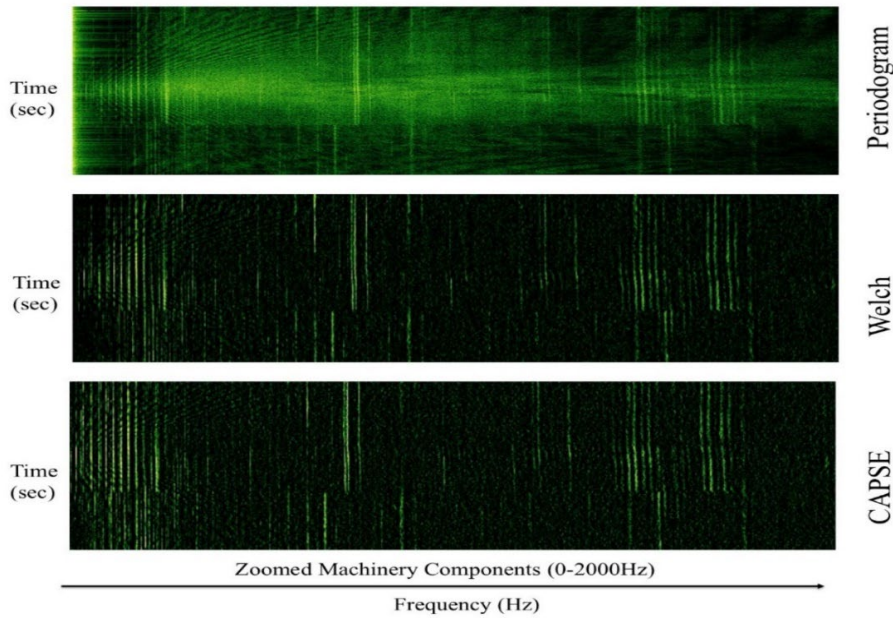 Time
(sec)
Periodogram
Time
(sec)
Welch
Time
(sec)
CAPSE
Zoomed Machinery Components (0-2000Hz)
Frequency (Hz)